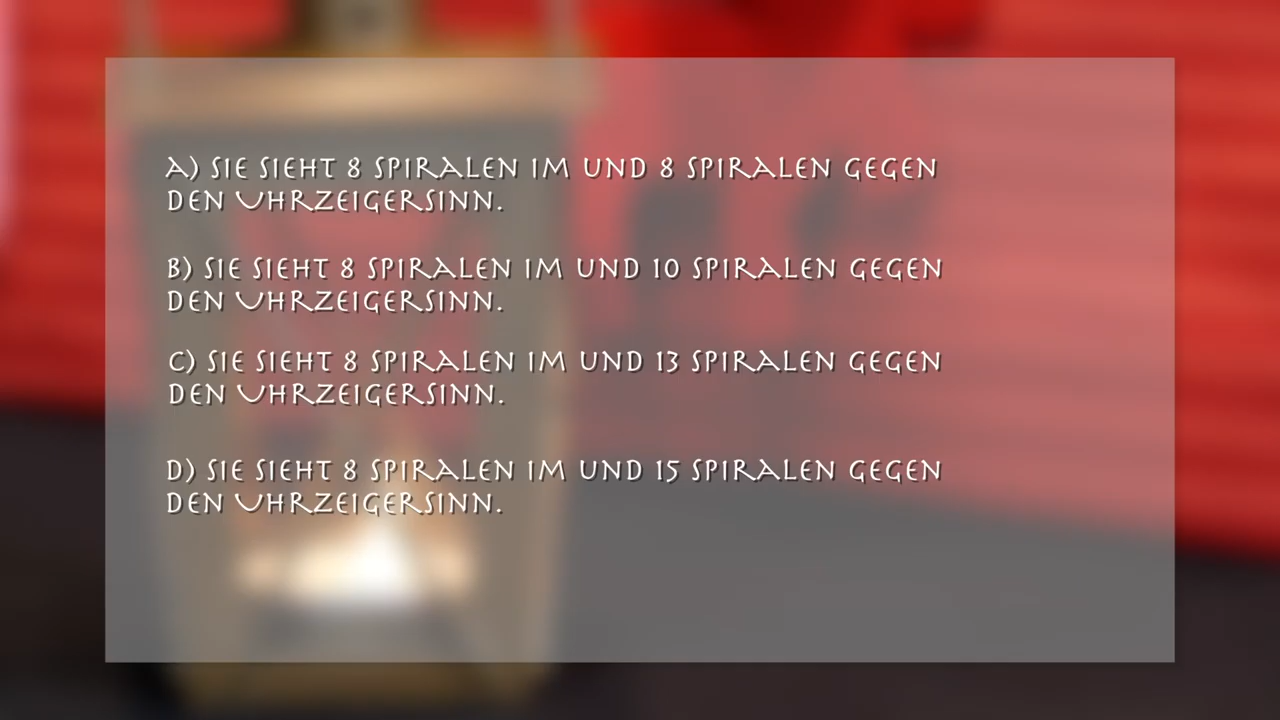 a) Sie sieht 8 Spiralen im und 8 Spiralen gegen
den Uhrzeigersinn.
b) Sie sieht 8 Spiralen im und 10 Spiralen gegen
den Uhrzeigersinn.
c) Sie sieht 8 Spiralen im und 13 Spiralen gegen
den Uhrzeigersinn.
d) Sie sieht 8 Spiralen im und 15 Spiralen gegen
den Uhrzeigersinn.